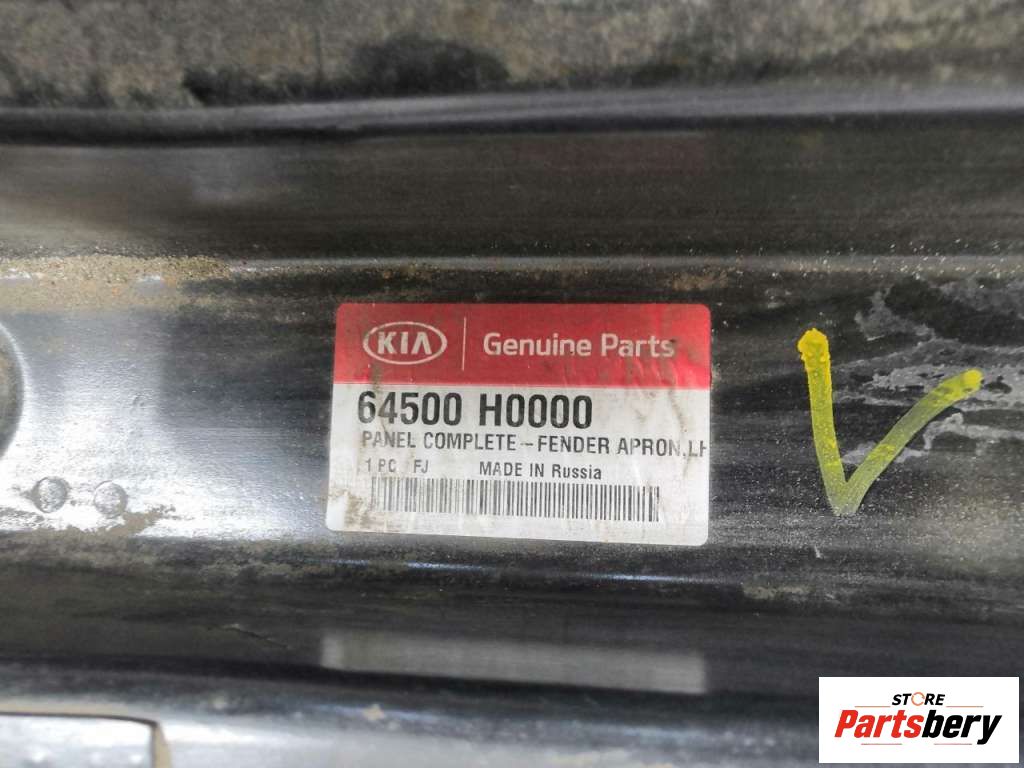 KIA Genuine Parts
64500 H0000
PANEL COMPLETE-FENDER APRON,LH
1 PC FJ MADE IN Russia
V
STORE
Partsbery